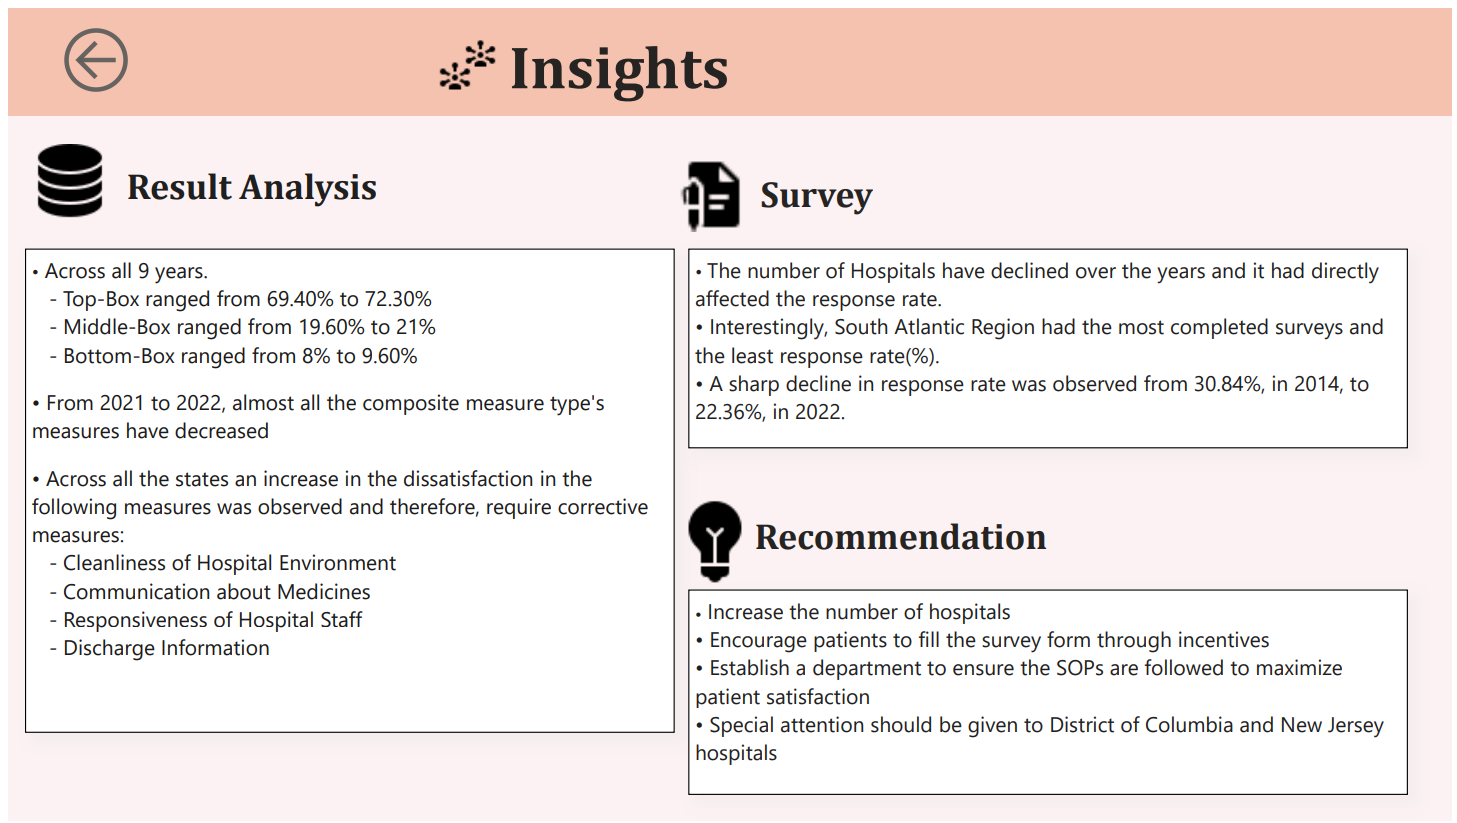 Insights
Result Analysis
• Across all 9 years.
- Top-Box ranged from 69.40% to 72.30%
- Middle-Box ranged from 19.60% to 21%
- Bottom-Box ranged from 8% to 9.60%
• From 2021 to 2022, almost all the composite measure type's
measures have decreased
• Across all the states an increase in the dissatisfaction in the
following measures was observed and therefore, require corrective
measures:
- Cleanliness of Hospital Environment
- Communication about Medicines
- Responsiveness of Hospital Staff
- Discharge Information
Survey
• The number of Hospitals have declined over the years and it had directly
affected the response rate.
• Interestingly, South Atlantic Region had the most completed surveys and
the least response rate(%).
• A sharp decline in response rate was observed from 30.84%, in 2014, to
22.36%, in 2022.
Recommendation
• Increase the number of hospitals
• Encourage patients to fill the survey form through incentives
• Establish a department to ensure the SOPs are followed to maximize
patient satisfaction
• Special attention should be given to District of Columbia and New Jersey
hospitals